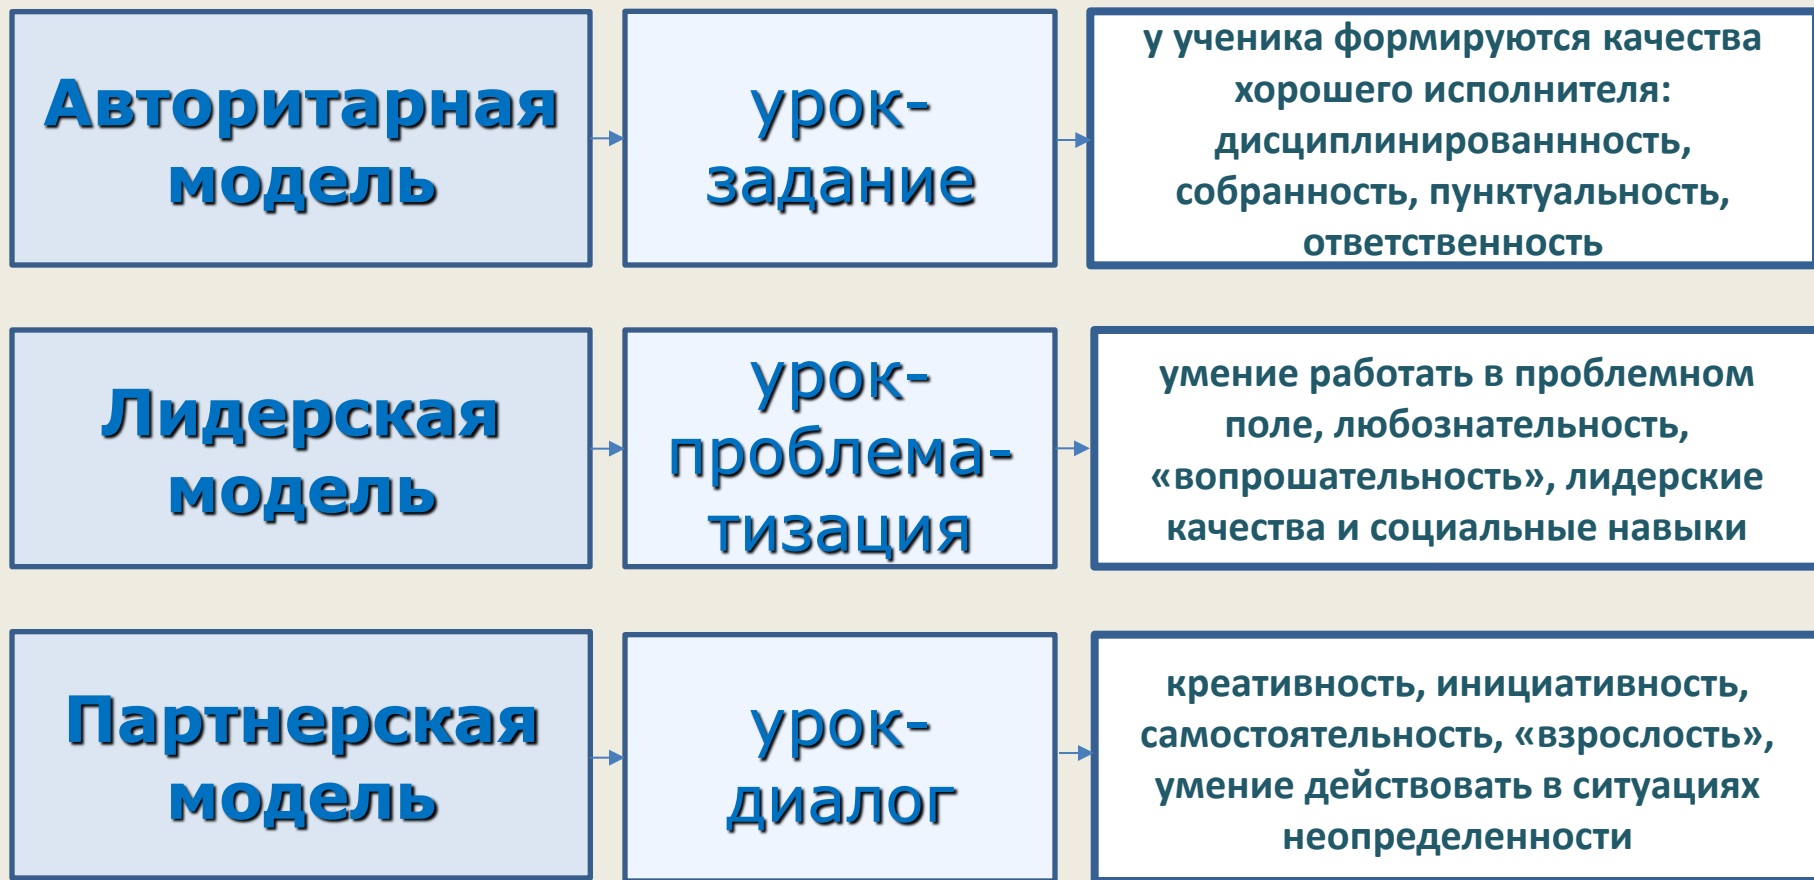 Авторитарная
модель
урок-
задание
у ученика формируются качества
хорошего исполнителя:
дисциплинированнность,
собранность, пунктуальность,
ответственность
Лидерская
модель
урок-
проблема-
тизация
умение работать в проблемном
поле, любознательность,
«вопрошательность», лидерские
качества и социальные навыки
Партнерская
модель
урок-
диалог
креативность, инициативность,
самостоятельность, «взрослость»,
умение действовать в ситуациях
неопределенности